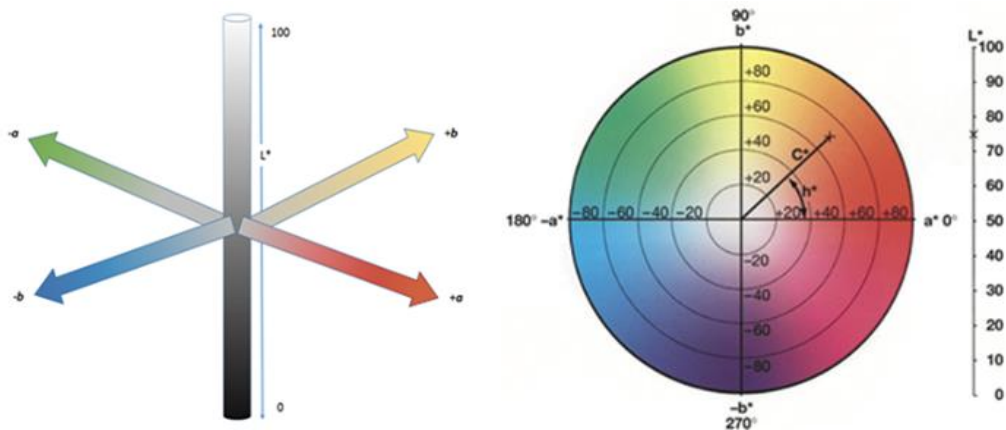 100
-a
+b
L*
-b
+a
0
90°
b*
+80
+60
+40
+20
C*
h*
180° –a*
–80 –60 –40 –20
+20 +40 +60 +80
a* 0°
–20
–40
–60
–80
–b*
270°
L*
100
90
80
70
60
50
40
30
20
10
0